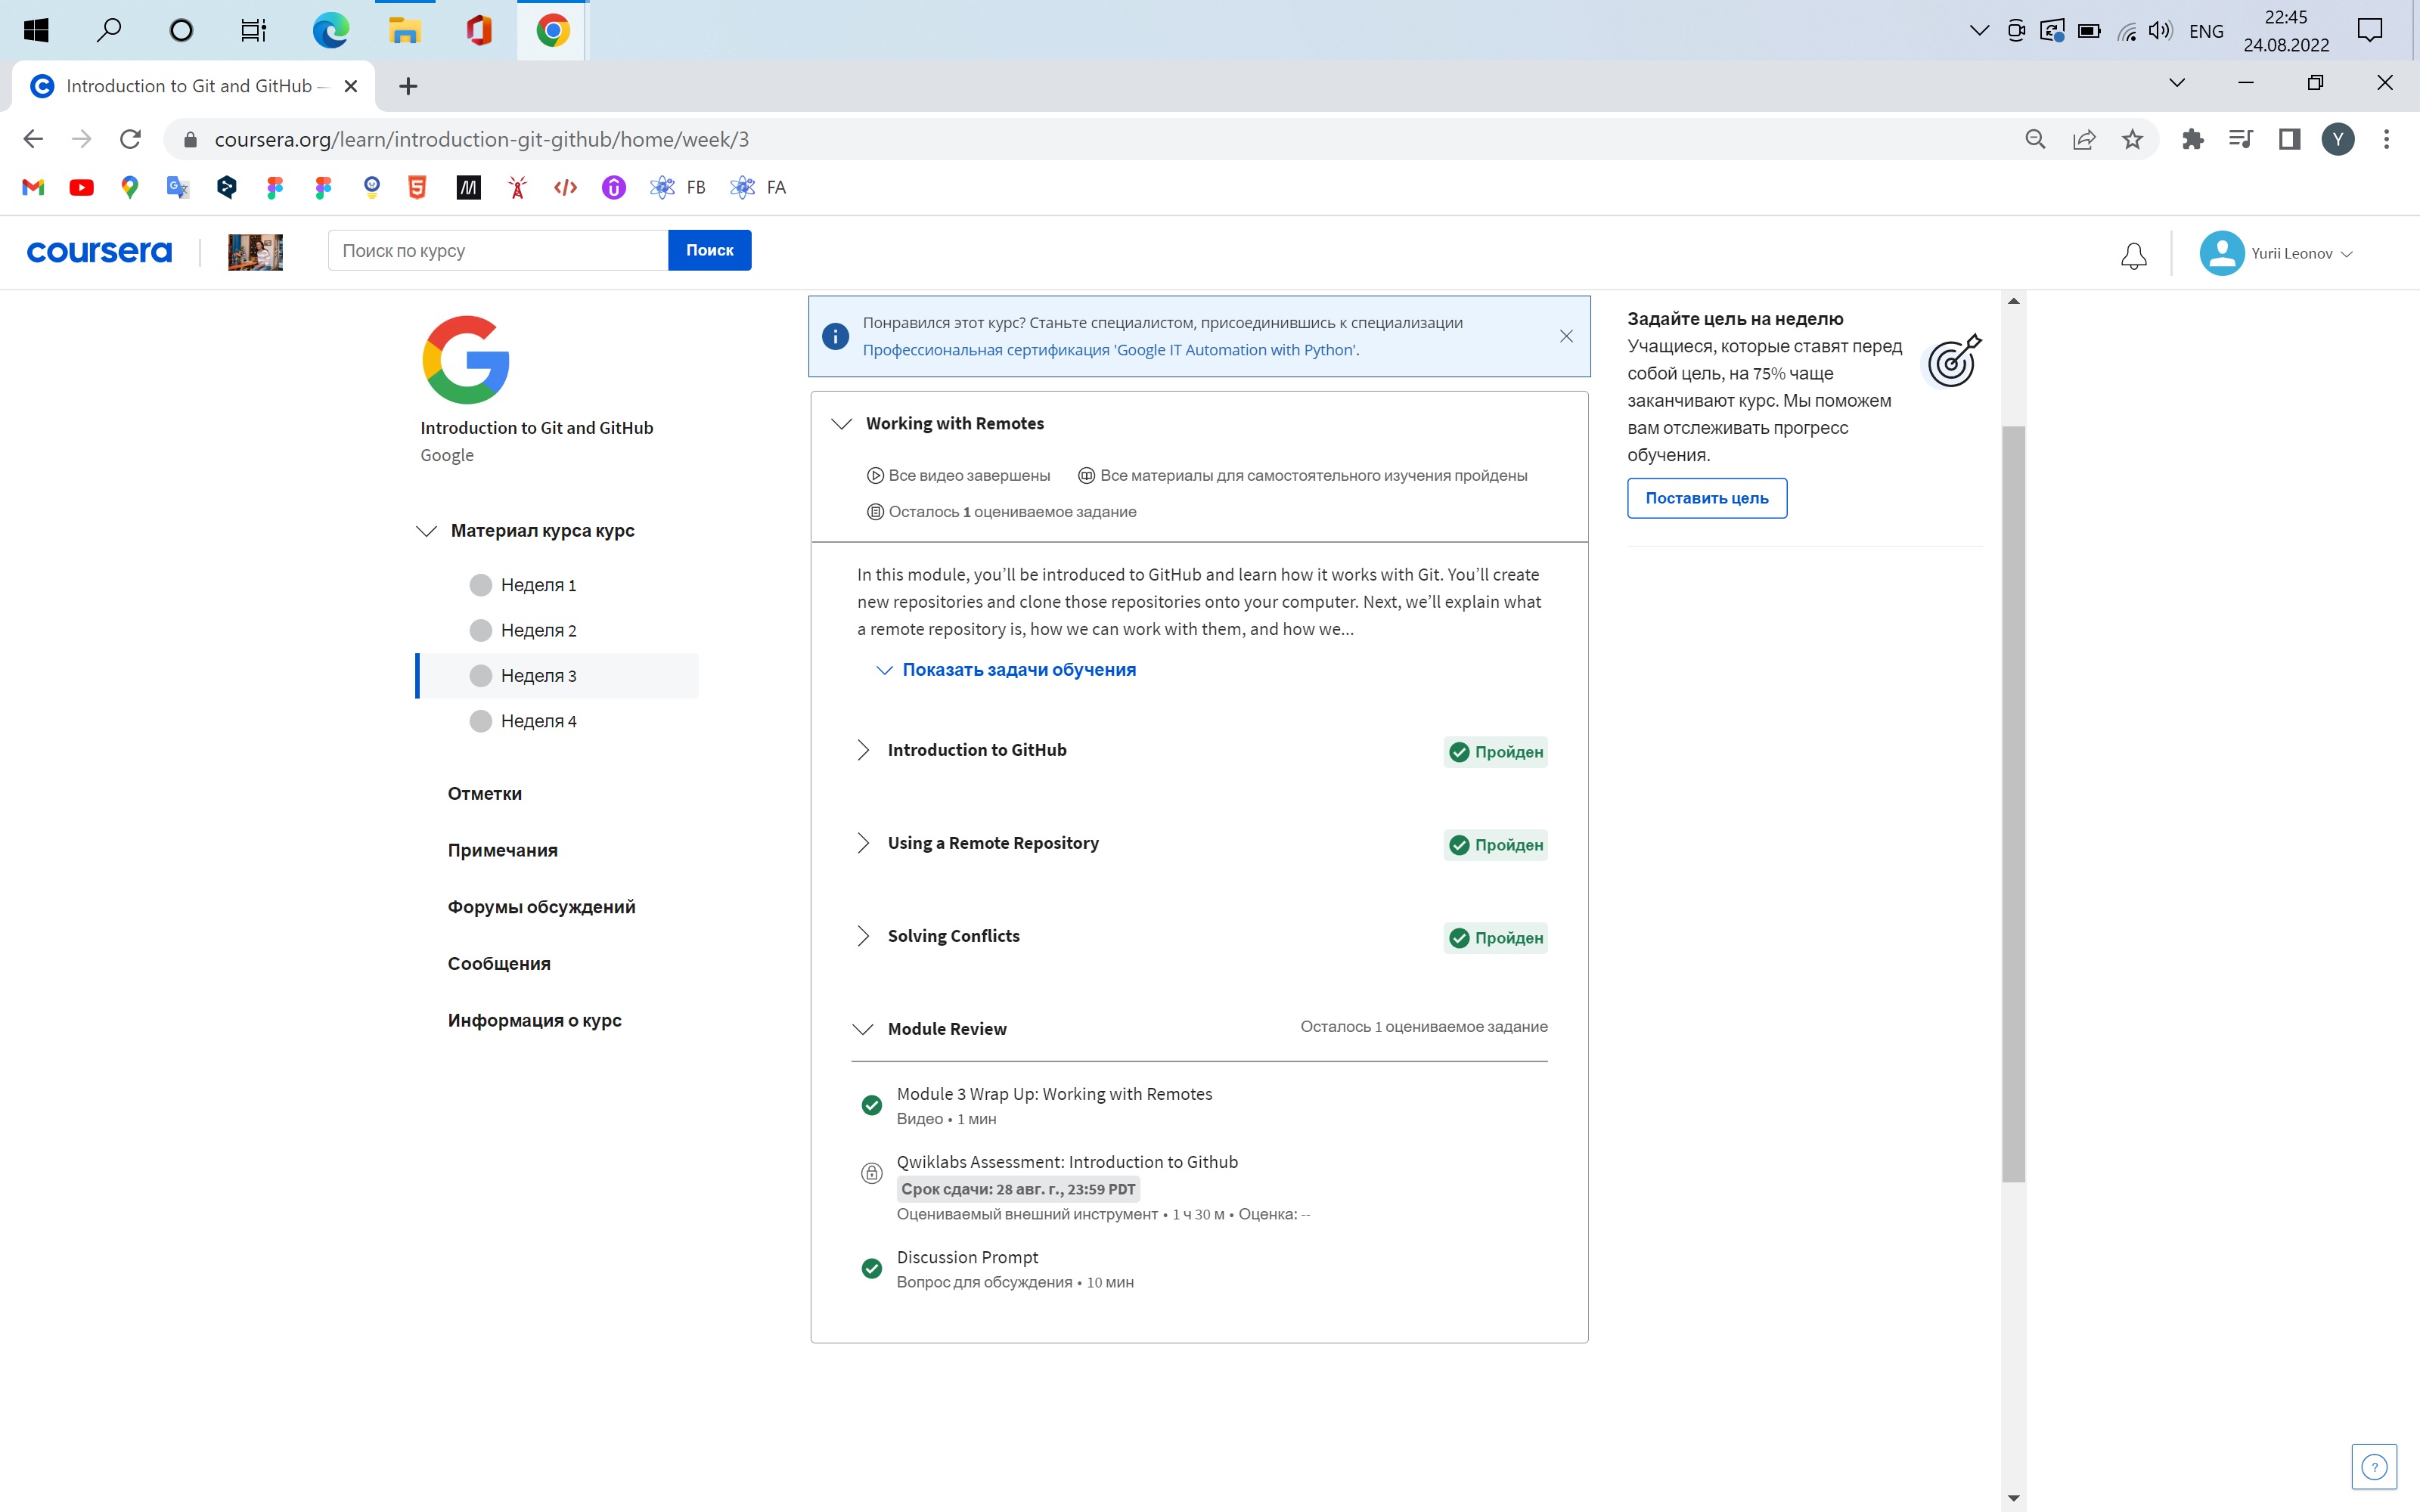 ENG
22:45
24.08.2022
Introduction to Git and GitHub —
coursera.org/learn/introduction-git-github/home/week/3
Y
FB
FA
coursera
Поиск по курсу
Поиск
Yurii Leonov
Introduction to Git and GitHub
Google
Материал курса курс
Неделя 1
Неделя 2
Неделя 3
Неделя 4
Отметки
Примечания
Форумы обсуждений
Сообщения
Информация о курс
Понравился этот курс? Станьте специалистом, присоединившись к специализации
Профессиональная сертификация 'Google IT Automation with Python'.
Working with Remotes
Все видео завершены
Все материалы для самостоятельного изучения пройдены
Осталось 1 оцениваемое задание
In this module, you’ll be introduced to GitHub and learn how it works with Git. You’ll create
new repositories and clone those repositories onto your computer. Next, we’ll explain what
a remote repository is, how we can work with them, and how we...
Показать задачи обучения
Introduction to GitHub
Пройден
Using a Remote Repository
Пройден
Solving Conflicts
Пройден
Module Review
Осталось 1 оцениваемое задание
Module 3 Wrap Up: Working with Remotes
Видео • 1 мин
Qwiklabs Assessment: Introduction to Github
Срок сдачи: 28 авг. г., 23:59 PDT
Оцениваемый внешний инструмент • 1 ч 30 м • Оценка: --
Discussion Prompt
Вопрос для обсуждения • 10 мин
Задайте цель на неделю
Учащиеся, которые ставят перед
собой цель, на 75% чаще
заканчивают курс. Мы поможем
вам отслеживать прогресс
обучения.
Поставить цель